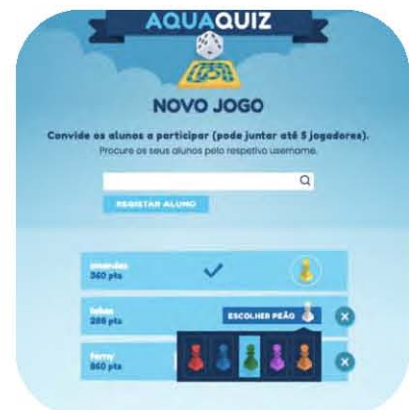 AQUAQUIZ
NOVO JOGO
Convide os alunos a participar (pode juntar até 5 jogadores).
Procure os seus alunos pelo respetivo username.
REGISTAR ALUNO
360 pts
ESCOLHER PEÃO
pts
pts